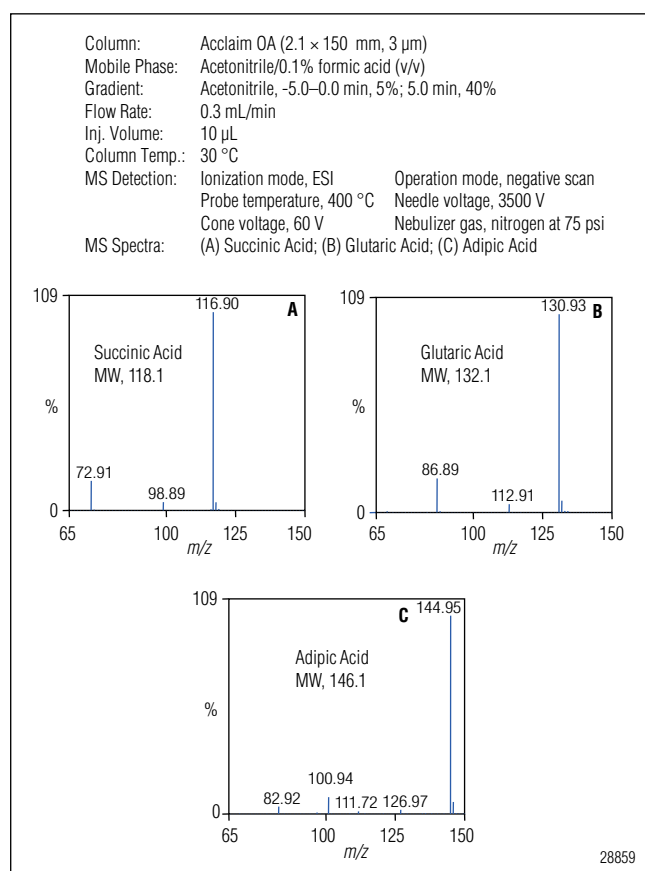 Column: Acclaim OA (2.1 × 150 mm, 3 µm)
Mobile Phase: Acetonitrile/0.1% formic acid (v/v)
Gradient: Acetonitrile, -5.0–0.0 min, 5%; 5.0 min, 40%
Flow Rate: 0.3 mL/min
Inj. Volume: 10 µL
Column Temp.: 30 °C
MS Detection: Ionization mode, ESI Operation mode, negative scan
Probe temperature, 400 °C Needle voltage, 3500 V
Cone voltage, 60 V Nebulizer gas, nitrogen at 75 psi
MS Spectra: (A) Succinic Acid; (B) Glutaric Acid; (C) Adipic Acid
109
116.90
A
Succinic Acid
MW, 118.1
%
72.91
98.89
0
65 100 125 150
m/z
109
130.93
B
Glutaric Acid
MW, 132.1
%
86.89
112.91
0
65 100 125 150
m/z
109
144.95
C
Adipic Acid
MW, 146.1
%
100.94
82.92 111.72 126.97
0
65 100 125 150
m/z
28859